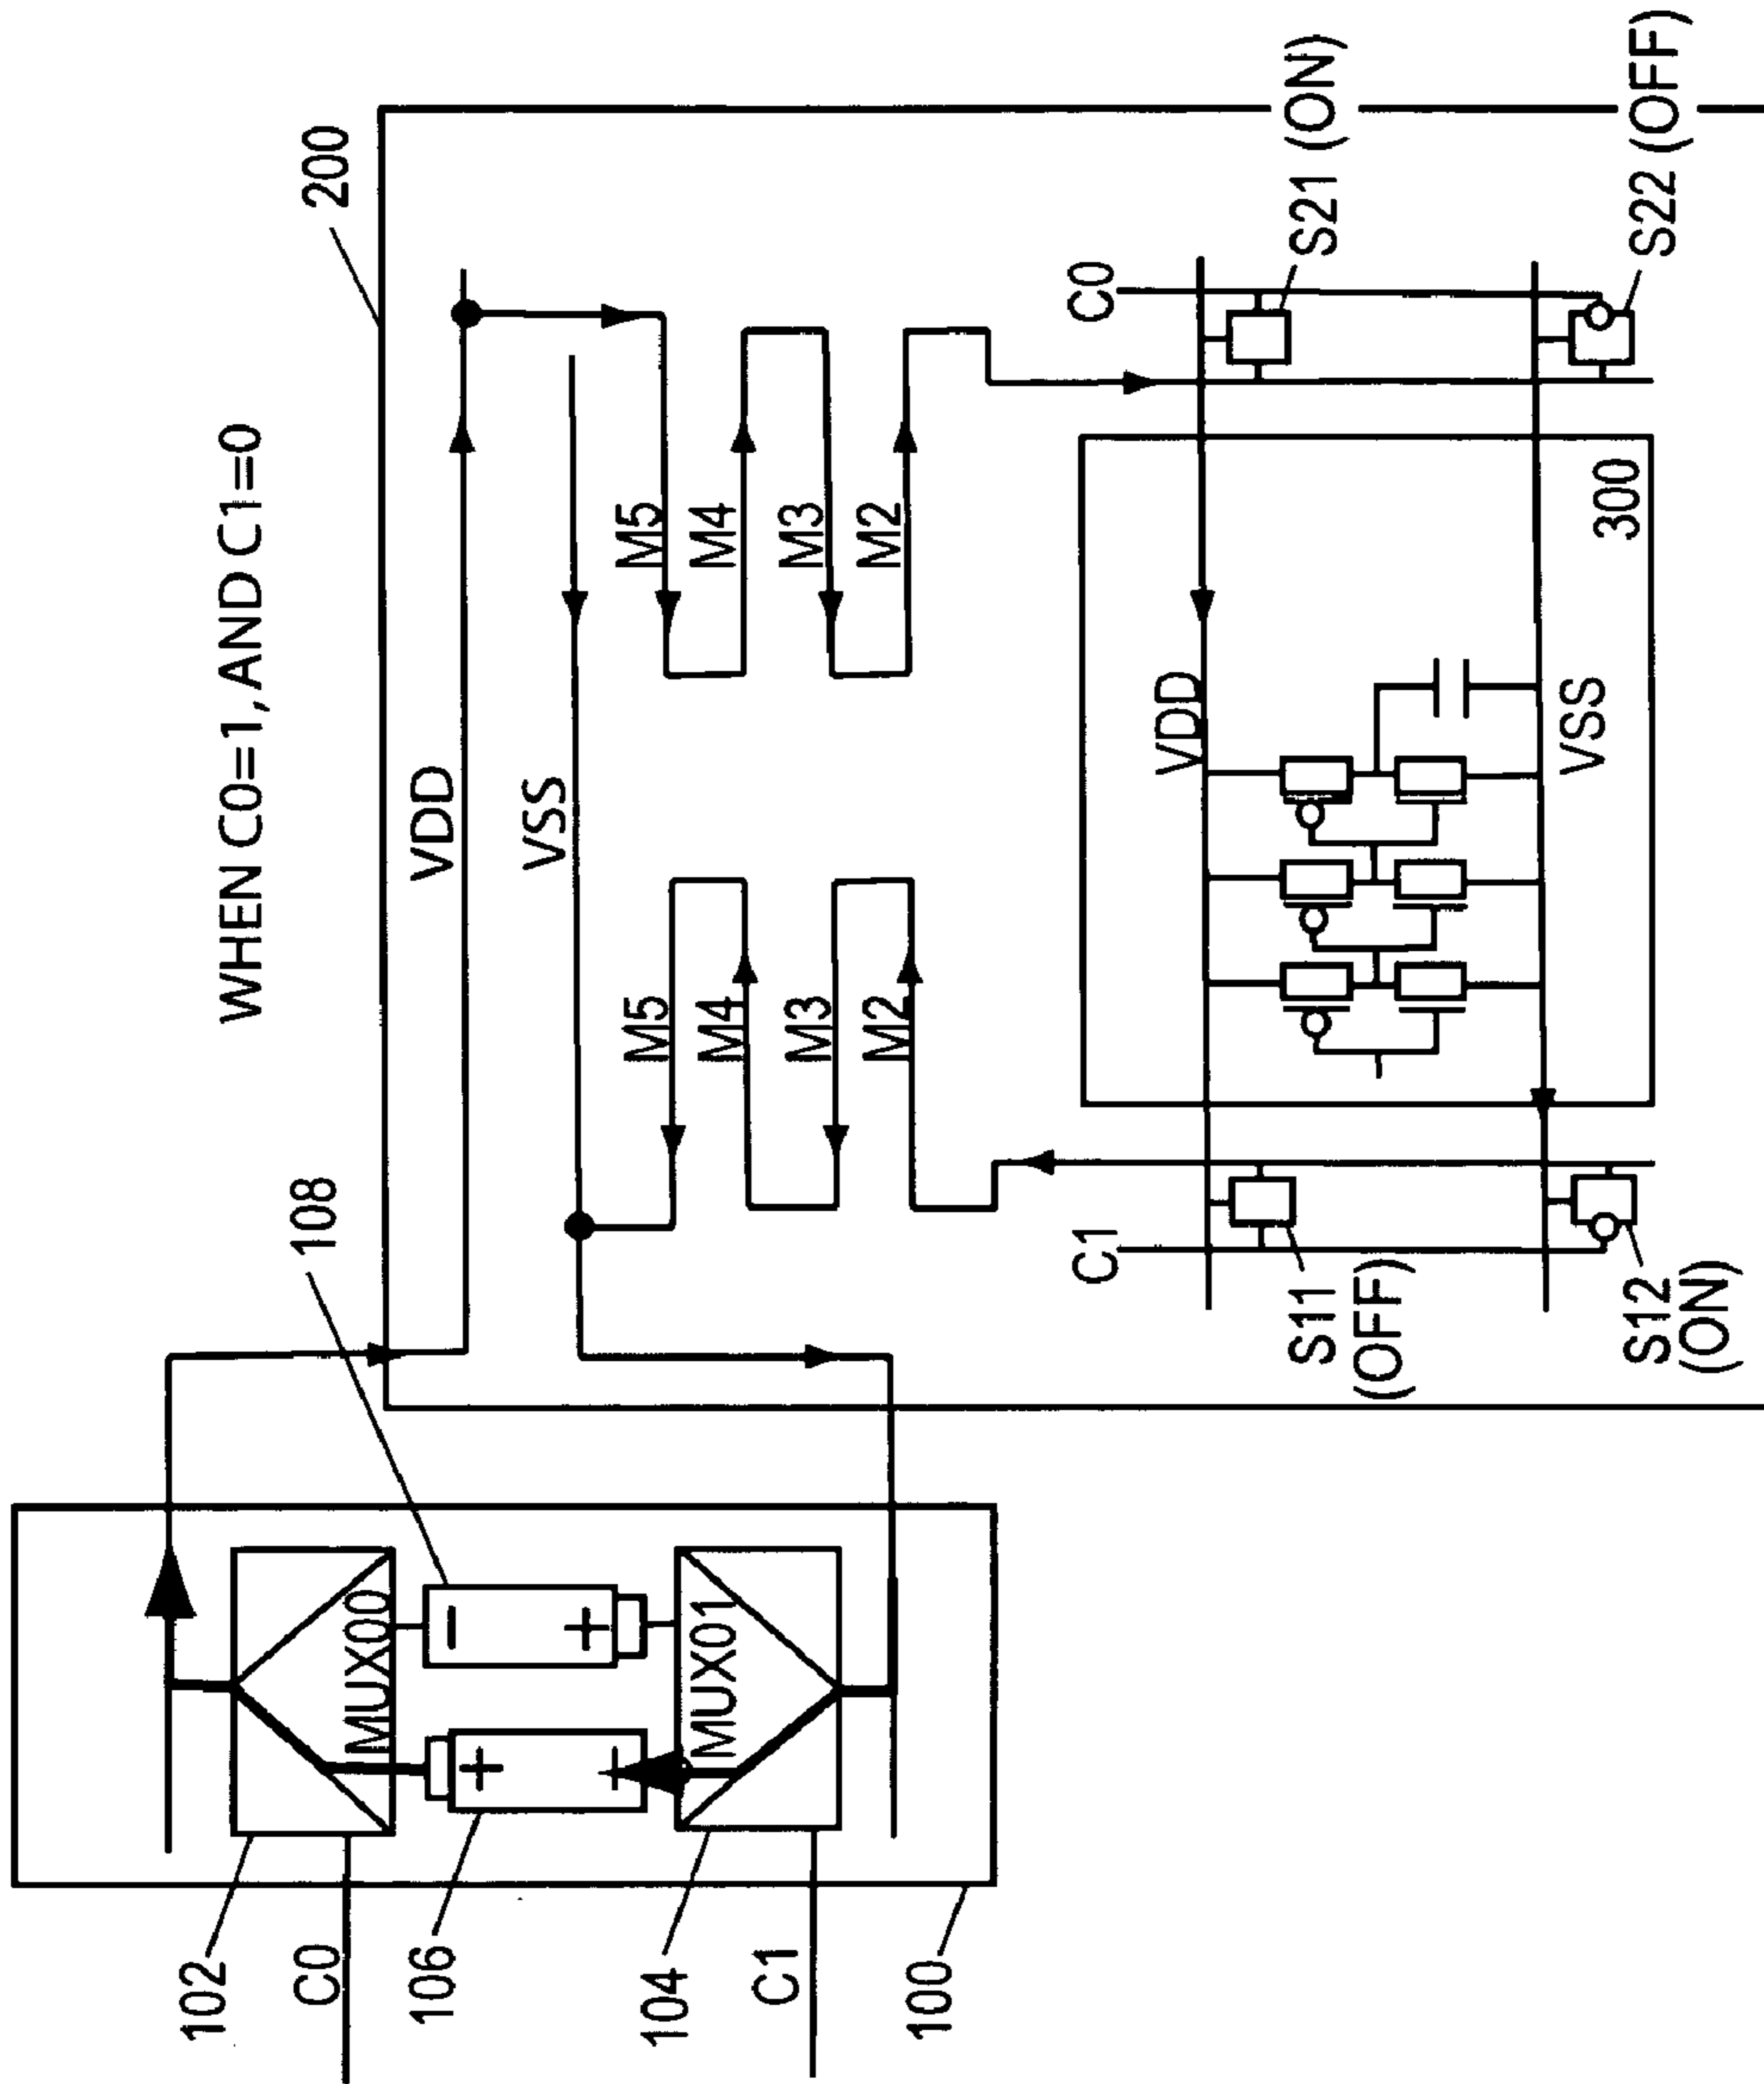 WHEN C0=1, AND C1=0
200
108
VDD
VSS
102
C0
106
104
C1
100
MUX00
MUX01
-
+
+
+
M5
M4
M3
M2
M5
M4
M3
M2
C1
C0
VDD
VSS
300
S11
(OFF)
S12
(ON)
S21 (ON)
S22 (OFF)